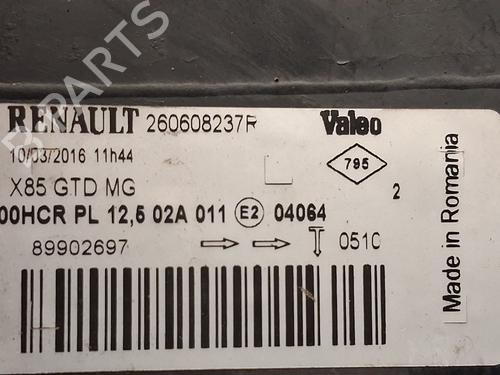 B-PARTS
RENAULT 260608237R Valeo
10/03/2016 11h44
795
X85 GTD MG
2
00HCR PL 12,5 02A 011 E2 04064
89902697
0510
Made in Romania